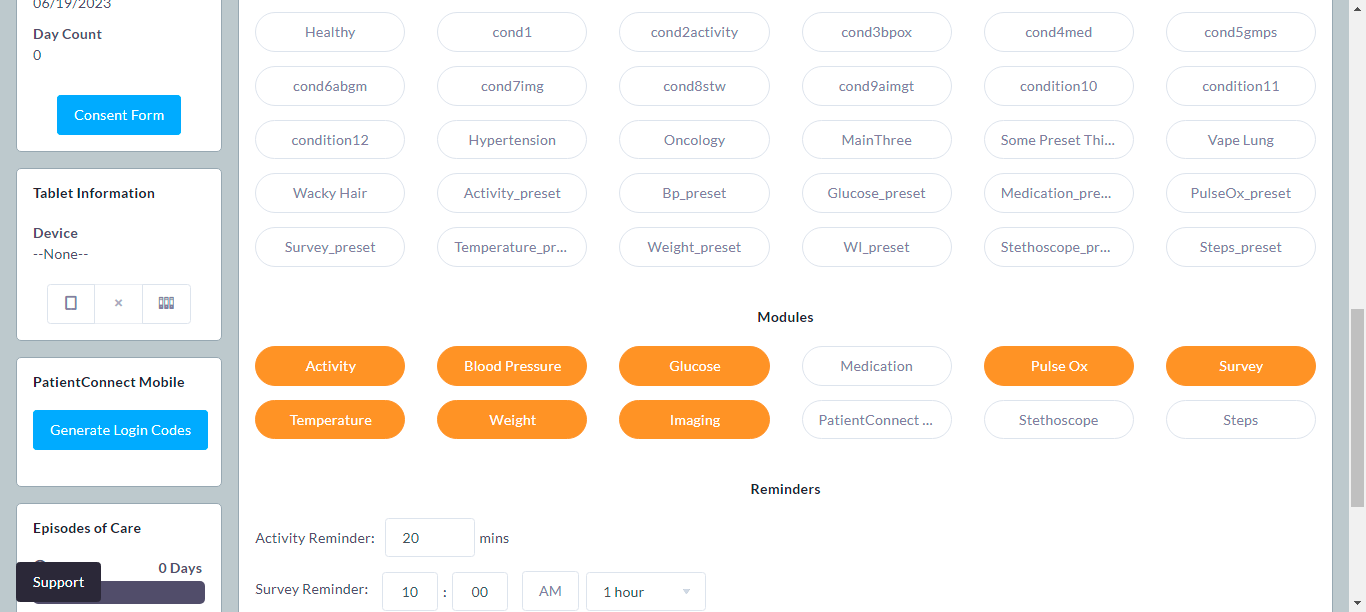 06/19/2023
Day Count
0
Consent Form
Tablet Information
Device
--None--
PatientConnect Mobile
Generate Login Codes
Episodes of Care
0 Days
Support
Healthy cond1 cond2activity cond3bpox cond4med cond5gmps
cond6abgm cond7img cond8stw cond9aimgt condition10 condition11
condition12 Hypertension Oncology MainThree Some Preset Thi... Vape Lung
Wacky Hair Activity_preset Bp_preset Glucose_preset Medication_pre... PulseOx_preset
Survey_preset Temperature_pr... Weight_preset WI_preset Stethoscope_pr... Steps_preset
Modules
Activity Blood Pressure Glucose Medication Pulse Ox Survey
Temperature Weight Imaging PatientConnect ... Stethoscope Steps
Reminders
Activity Reminder: 20 mins
Survey Reminder: 10 : 00 AM 1 hour